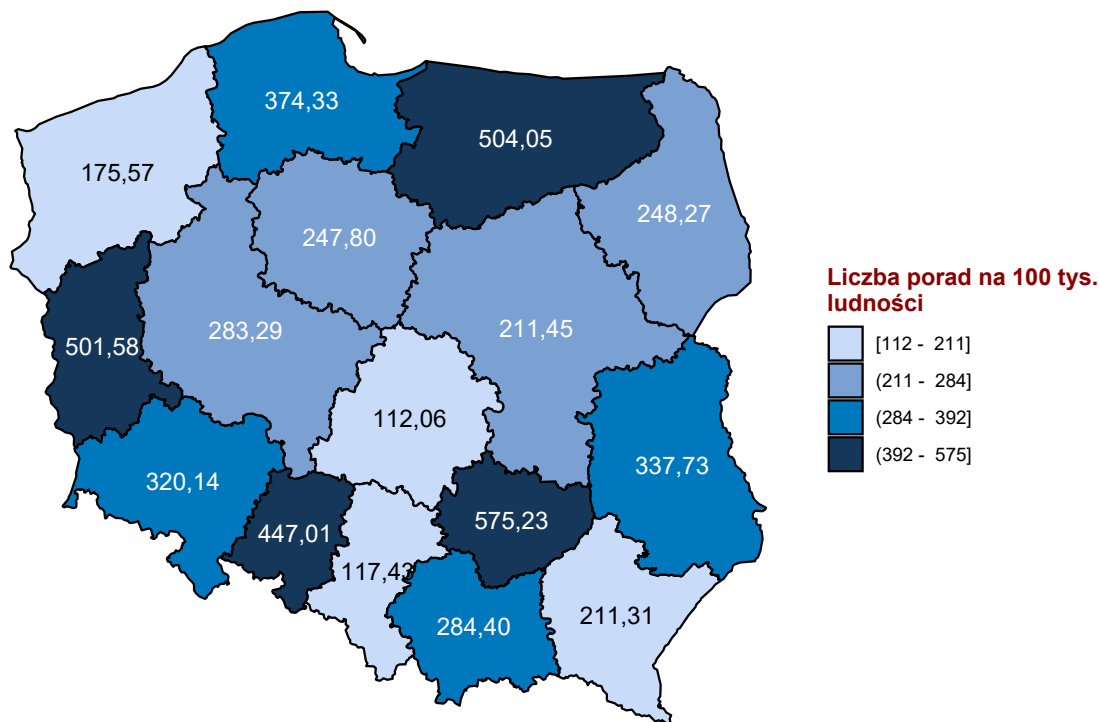 374,33
504,05
175,57
248,27
247,80
283,29
211,45
501,58
112,06
337,73
320,14
575,23
447,01
117,43
211,31
284,40
Liczba porad na 100 tys.
ludności
[112 - 211]
(211 - 284]
(284 - 392]
(392 - 575]